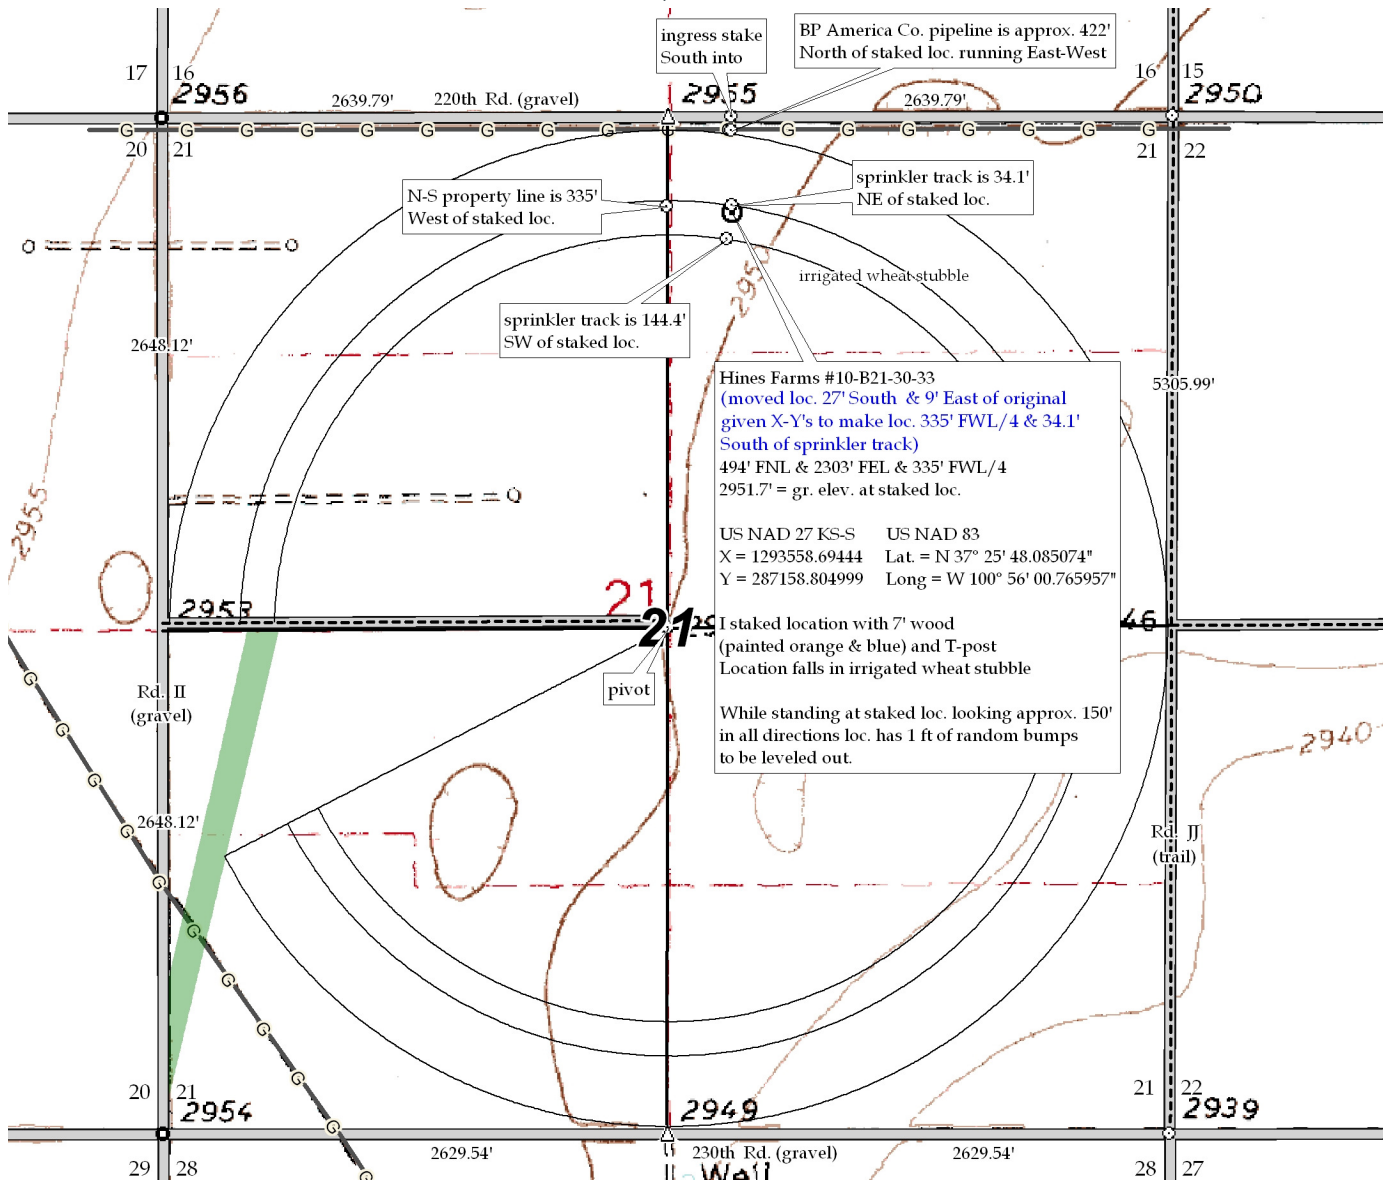 ingress stake
South into
BP America Co. pipeline is approx. 422'
North of staked loc. running East-West
17
16
2956
2639.79'
220th Rd. (gravel)
2955
2639.79'
16
15
2950
G G G G G G G G G G G G G G G G
20
21
21
22
N-S property line is 335'
West of staked loc.
sprinkler track is 34.1'
NE of staked loc.
irrigated wheat stubble
2950
sprinkler track is 144.4'
SW of staked loc.
2648.12'
5305.99'
Hines Farms #10-B21-30-33
(moved loc. 27' South & 9' East of original
given X-Y's to make loc. 335' FWL/4 & 34.1'
South of sprinkler track)
494' FNL & 2303' FEL & 335' FWL/4
2951.7' = gr. elev. at staked loc.
US NAD 27 KS-S US NAD 83
X = 1293558.69444 Lat. = N 37° 25' 48.085074"
Y = 287158.804999 Long = W 100° 56' 00.765957"
I staked location with 7' wood
(painted orange & blue) and T-post
Location falls in irrigated wheat stubble
While standing at staked loc. looking approx. 150'
in all directions loc. has 1 ft of random bumps
to be leveled out.
2955
2953
21
21
46
pivot
Rd. II
(gravel)
2940
2648.12'
Rd. JJ
(trail)
G G G G G G G G G G
20
21
2954
2949
21
22
2939
2629.54'
230th Rd. (gravel)
2629.54'
Well
29
28
28
27